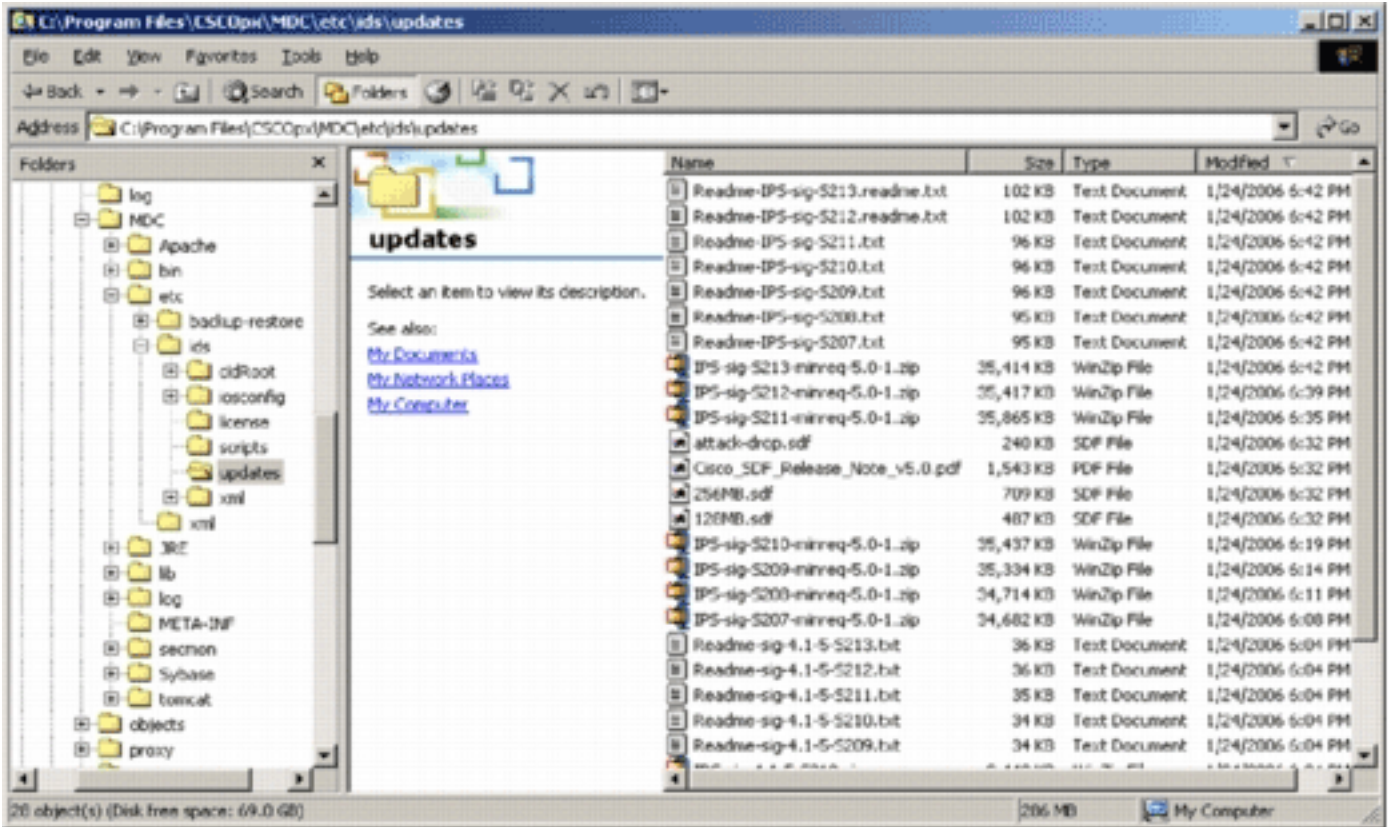 C:\Program Files\CSCOpx\MDC\etc\ids\updates
File Edit View Favorites Tools Help
Back Search Folders
Address C:\Program Files\CSCOpx\MDC\etc\ids\updates Go
Folders
log
MDC
Apache
bin
etc
backup-restore
ids
cidRoot
iosconfig
license
scripts
updates
xml
xml
JRE
lib
log
META-INF
secmon
Sybase
tomcat
objects
proxy
updates
Select an item to view its description.
See also:
My Documents
My Network Places
My Computer
Name Size Type Modified
Readme-IPS-sig-S213.readme.txt 102 KB Text Document 1/24/2006 6:42 PM
Readme-IPS-sig-S212.readme.txt 102 KB Text Document 1/24/2006 6:42 PM
Readme-IPS-sig-S211.txt 96 KB Text Document 1/24/2006 6:42 PM
Readme-IPS-sig-S210.txt 96 KB Text Document 1/24/2006 6:42 PM
Readme-IPS-sig-S209.txt 96 KB Text Document 1/24/2006 6:42 PM
Readme-IPS-sig-S208.txt 95 KB Text Document 1/24/2006 6:42 PM
Readme-IPS-sig-S207.txt 95 KB Text Document 1/24/2006 6:42 PM
IPS-sig-S213-minreq-5.0-1.zip 35,414 KB WinZip File 1/24/2006 6:42 PM
IPS-sig-S212-minreq-5.0-1.zip 35,417 KB WinZip File 1/24/2006 6:39 PM
IPS-sig-S211-minreq-5.0-1.zip 35,865 KB WinZip File 1/24/2006 6:35 PM
attack-drop.sdf 240 KB SDF File 1/24/2006 6:32 PM
Cisco_SDF_Release_Note_v5.0.pdf 1,543 KB PDF File 1/24/2006 6:32 PM
256MB.sdf 709 KB SDF File 1/24/2006 6:32 PM
128MB.sdf 487 KB SDF File 1/24/2006 6:32 PM
IPS-sig-S210-minreq-5.0-1.zip 35,437 KB WinZip File 1/24/2006 6:19 PM
IPS-sig-S209-minreq-5.0-1.zip 35,334 KB WinZip File 1/24/2006 6:14 PM
IPS-sig-S208-minreq-5.0-1.zip 34,714 KB WinZip File 1/24/2006 6:11 PM
IPS-sig-S207-minreq-5.0-1.zip 34,682 KB WinZip File 1/24/2006 6:08 PM
Readme-sig-4.1-5-S213.txt 36 KB Text Document 1/24/2006 6:04 PM
Readme-sig-4.1-5-S212.txt 36 KB Text Document 1/24/2006 6:04 PM
Readme-sig-4.1-5-S211.txt 35 KB Text Document 1/24/2006 6:04 PM
Readme-sig-4.1-5-S210.txt 34 KB Text Document 1/24/2006 6:04 PM
Readme-sig-4.1-5-S209.txt 34 KB Text Document 1/24/2006 6:04 PM
28 object(s) (Disk free space: 69.0 GB) 286 MB My Computer